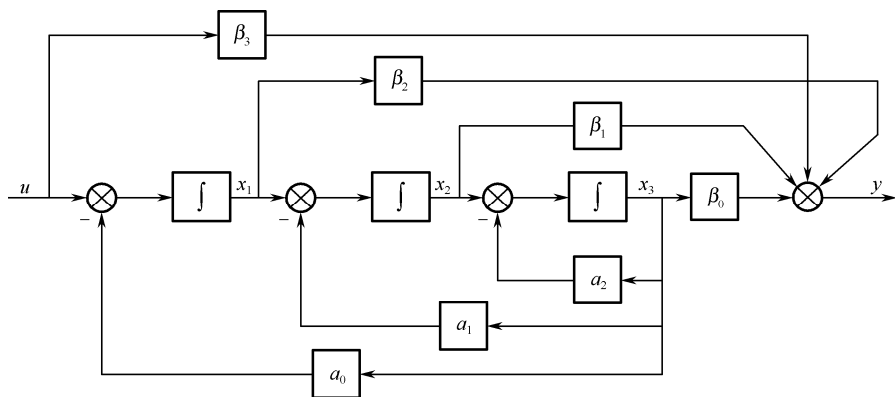 β₃
β₂
β₁
u − ∫ x₁ − ∫ x₂ − ∫ x₃ β₀ y
a₂
a₁
a₀